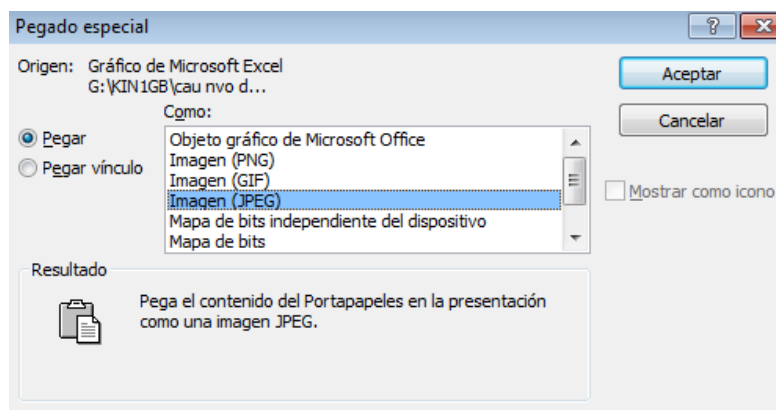 Pegado especial
Origen: Gráfico de Microsoft Excel
G:\KIN1GB\cau nvo d...
Como:
Pegar
Pegar vínculo
Objeto gráfico de Microsoft Office
Imagen (PNG)
Imagen (GIF)
Imagen (JPEG)
Mapa de bits independiente del dispositivo
Mapa de bits
Aceptar
Cancelar
Mostrar como icono
Resultado
Pega el contenido del Portapapeles en la presentación
como una imagen JPEG.